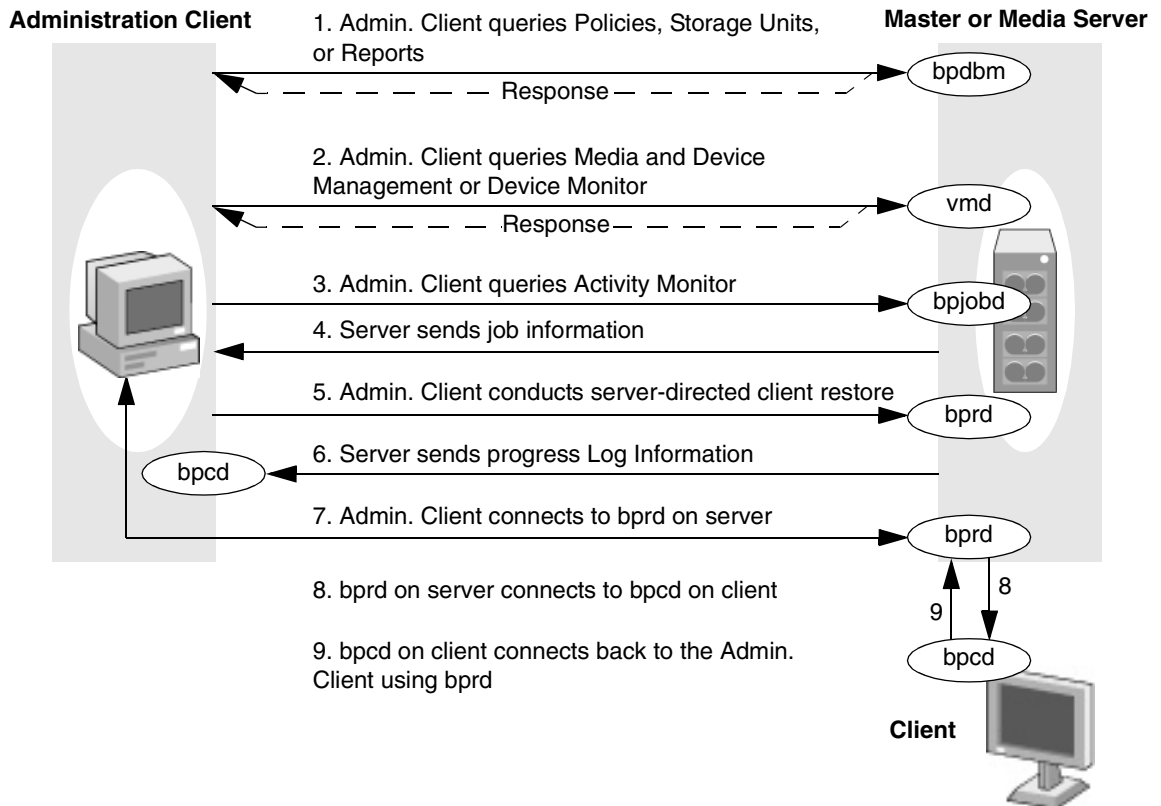 Administration Client
Master or Media Server
1. Admin. Client queries Policies, Storage Units,
or Reports
bpdbm
Response
2. Admin. Client queries Media and Device
Management or Device Monitor
vmd
Response
3. Admin. Client queries Activity Monitor
bpjobd
4. Server sends job information
5. Admin. Client conducts server-directed client restore
bprd
6. Server sends progress Log Information
bpcd
7. Admin. Client connects to bprd on server
bprd
8. bprd on server connects to bpcd on client
8
9
9. bpcd on client connects back to the Admin.
Client using bprd
bpcd
Client